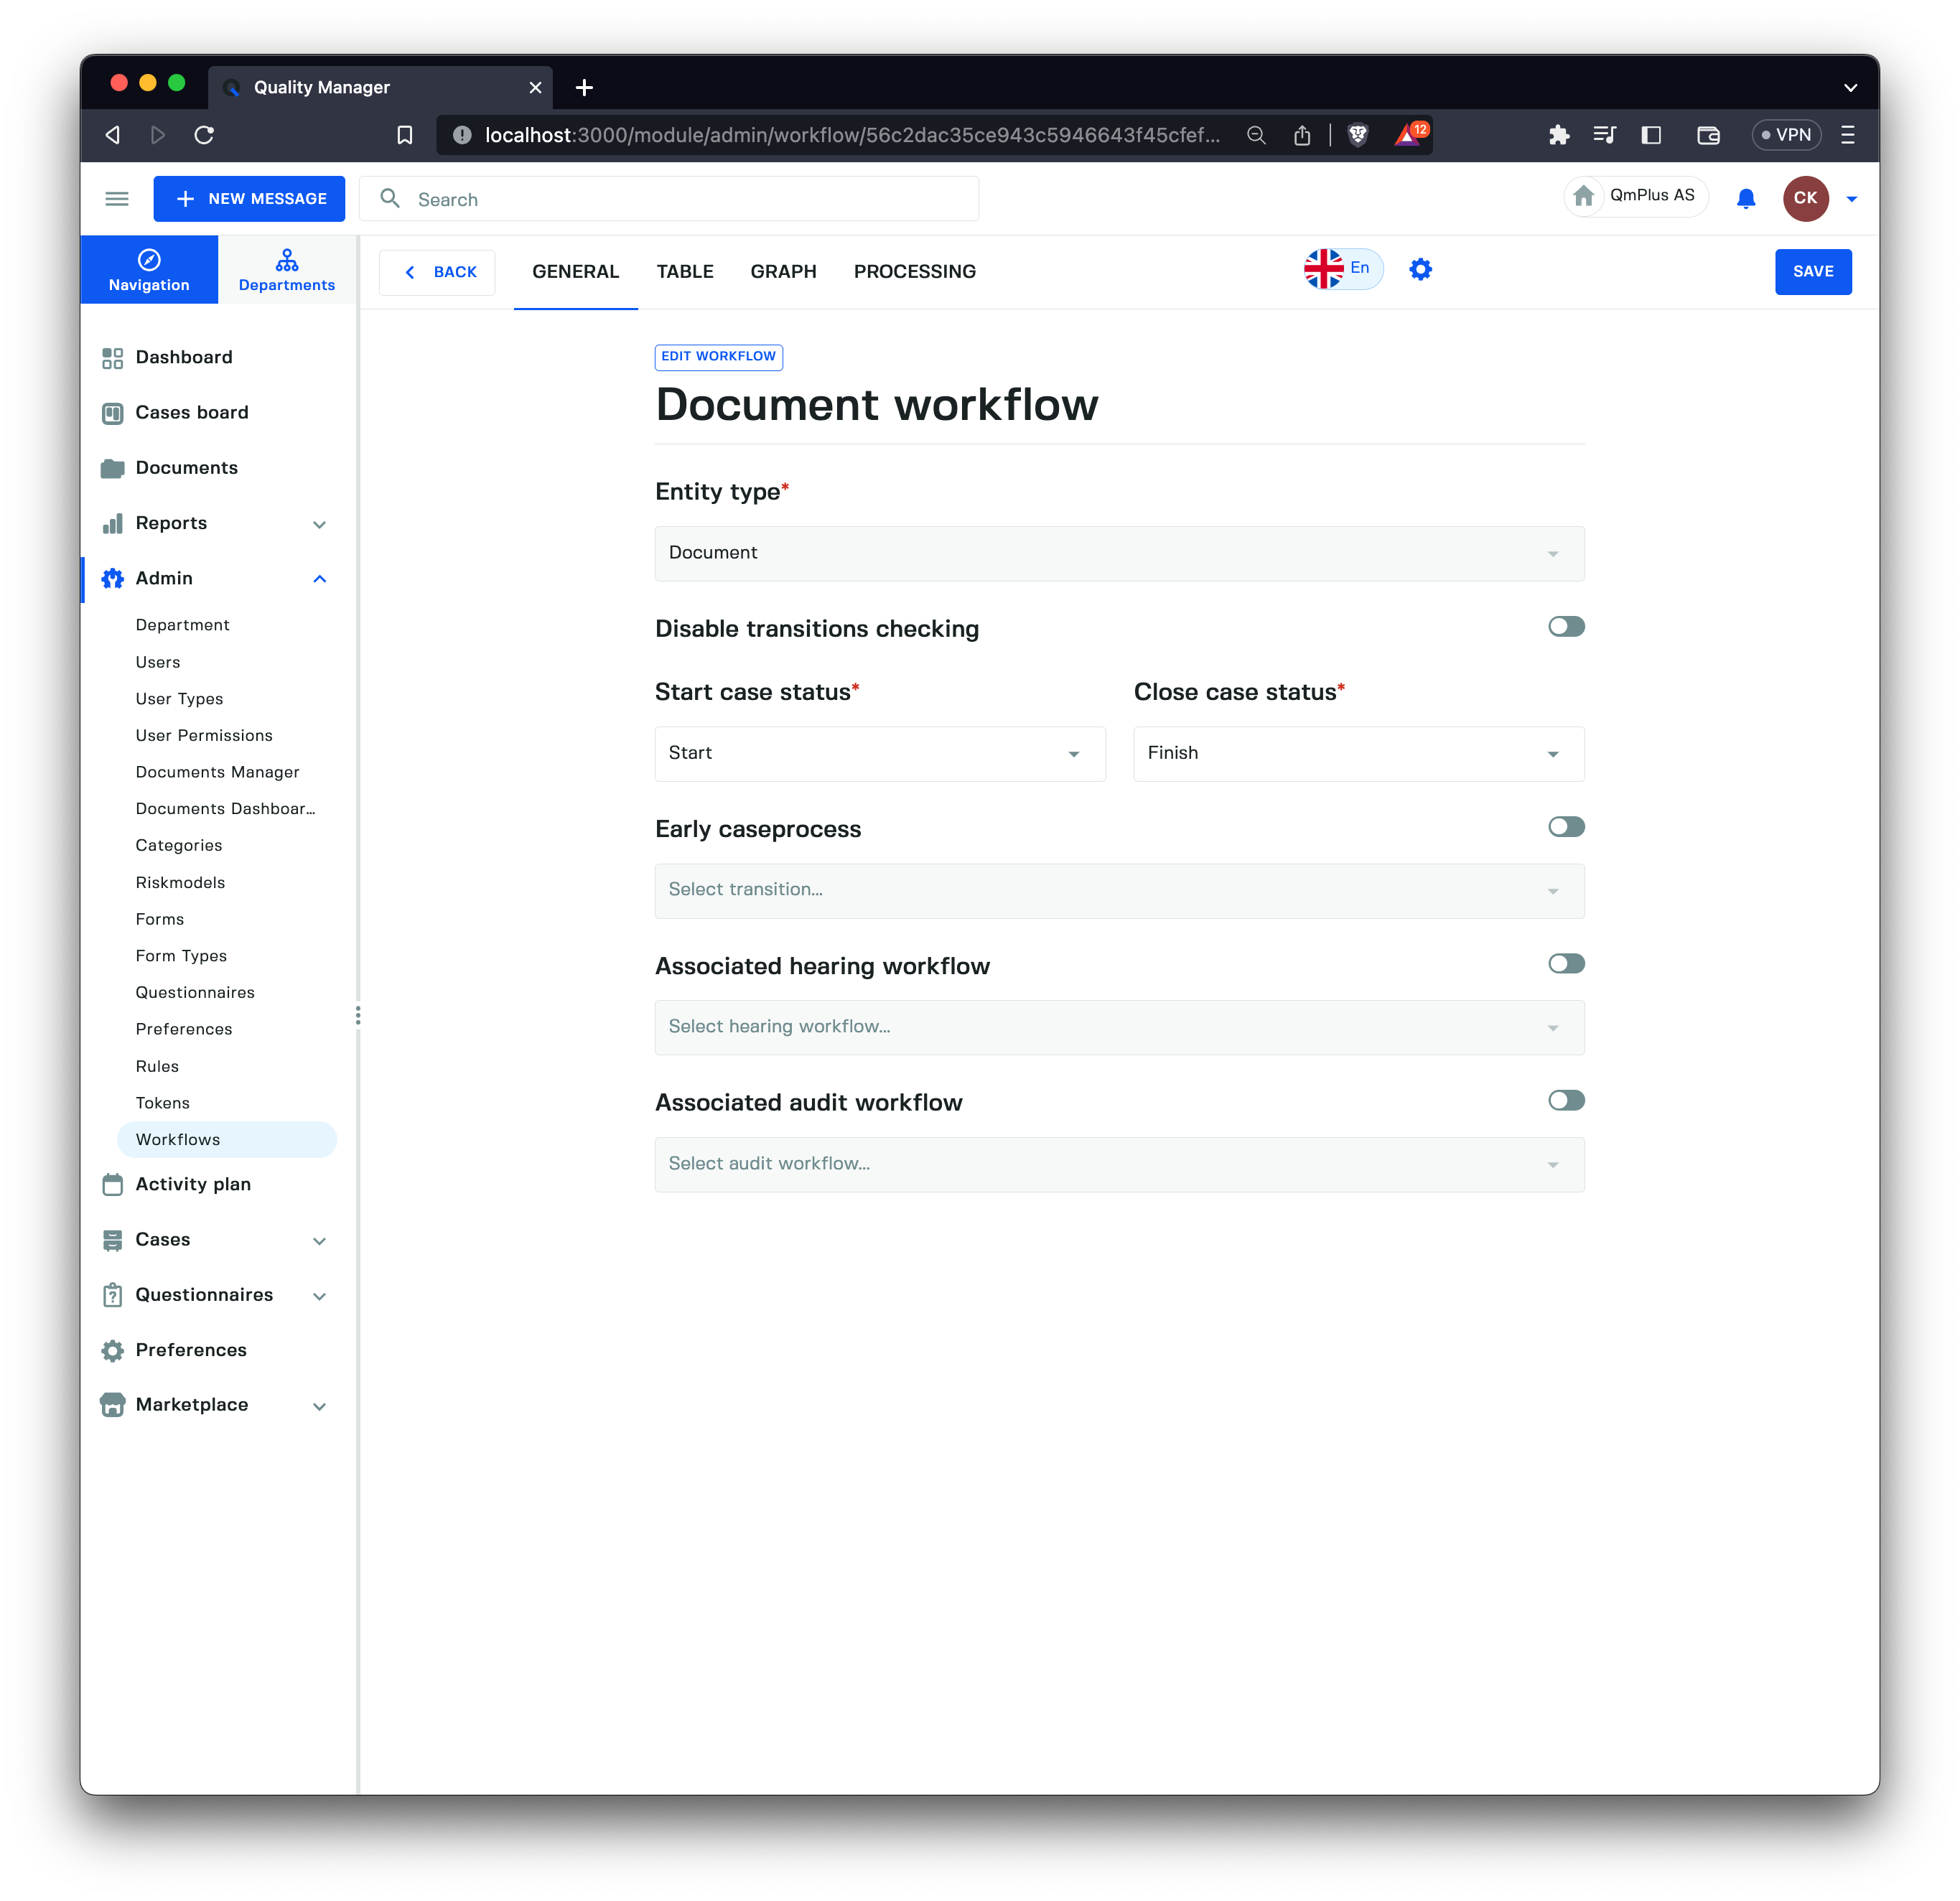 Quality Manager
localhost:3000/module/admin/workflow/56c2dac35ce943c5946643f45cfef...
12
VPN
NEW MESSAGE
Search
QmPlus AS
CK
Navigation
Departments
BACK
GENERAL
TABLE
GRAPH
PROCESSING
En
SAVE
Dashboard
Cases board
Documents
Reports
Admin
Department
Users
User Types
User Permissions
Documents Manager
Documents Dashboar...
Categories
Riskmodels
Forms
Form Types
Questionnaires
Preferences
Rules
Tokens
Workflows
Activity plan
Cases
Questionnaires
Preferences
Marketplace
EDIT WORKFLOW
Document workflow
Entity type*
Document
Disable transitions checking
Start case status*
Close case status*
Start
Finish
Early caseprocess
Select transition...
Associated hearing workflow
Select hearing workflow...
Associated audit workflow
Select audit workflow...